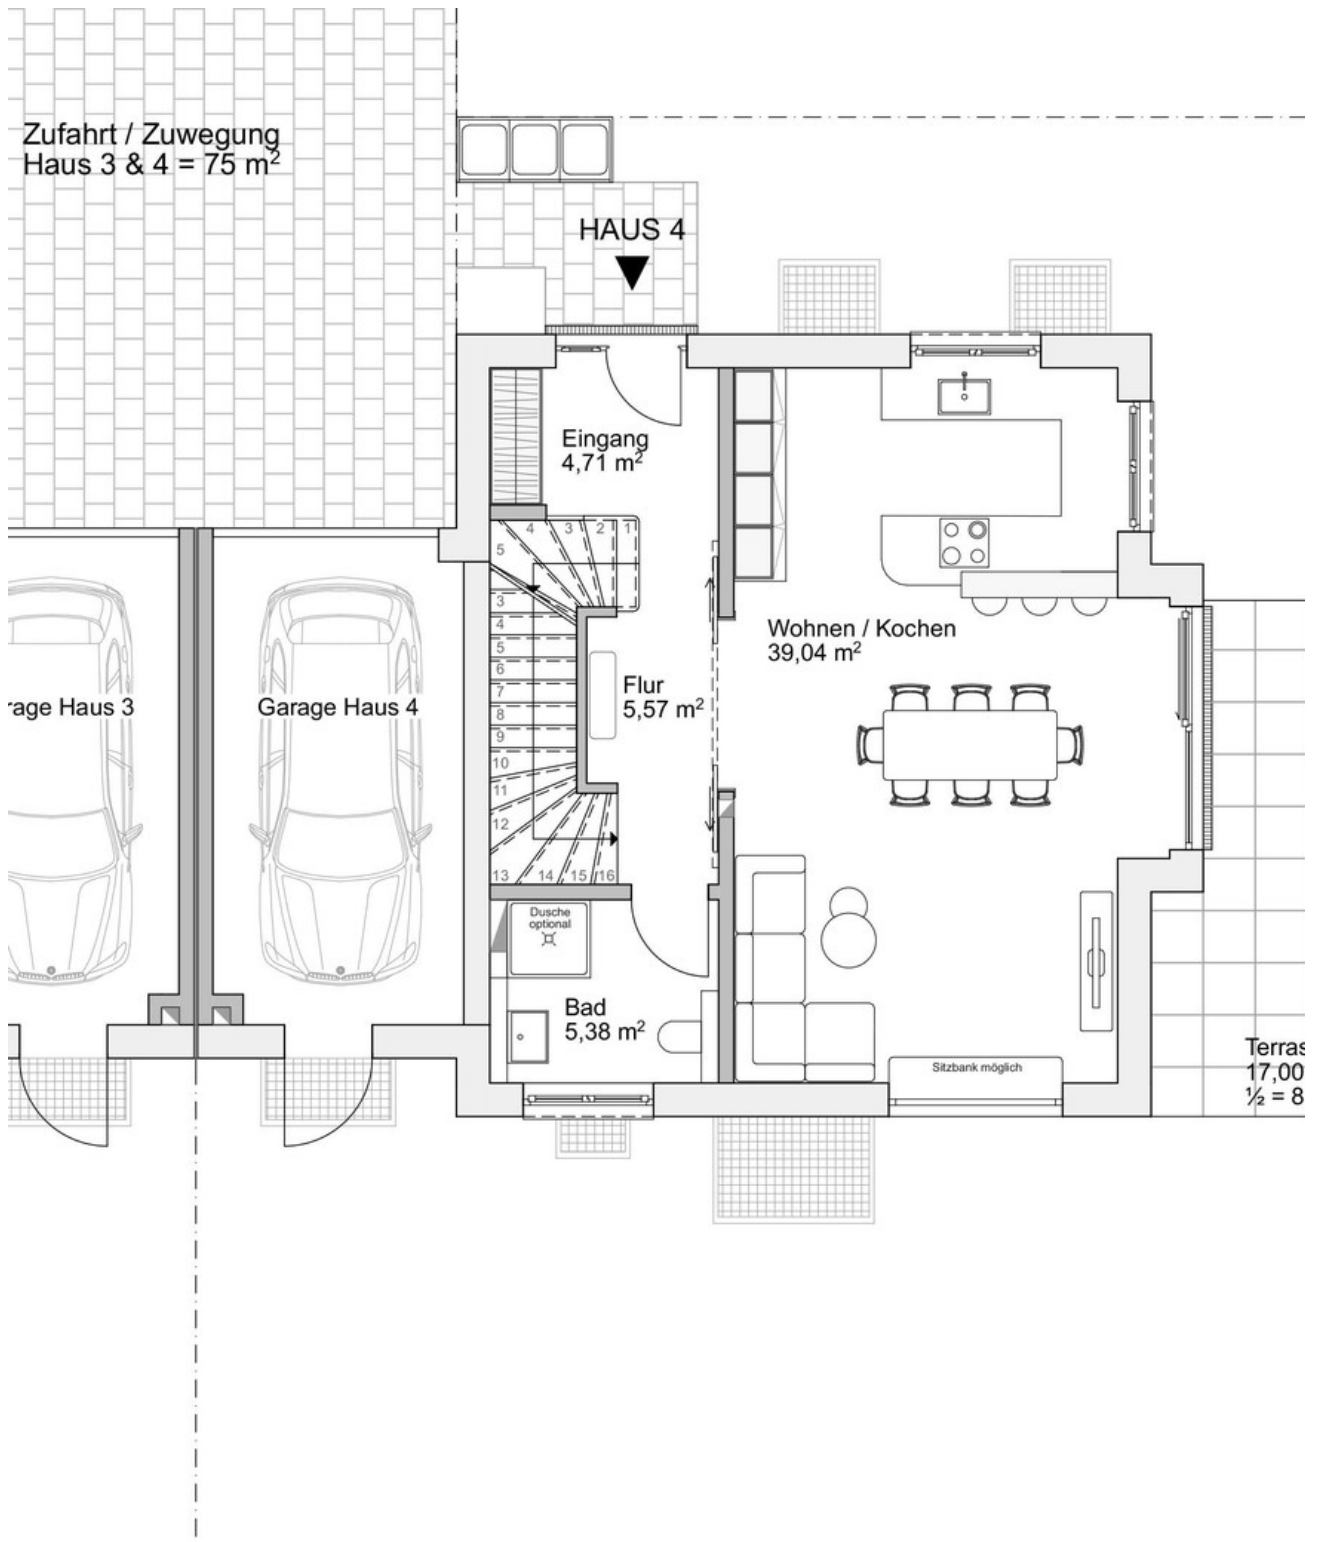 Zufahrt / Zuwegung
Haus 3 & 4 = 75 m²
HAUS 4
Eingang
4,71 m²
4 3 2 1
5
3
4
5
6
7
8
9
10
11
12
13 14 15 16
Wohnen / Kochen
39,04 m²
Flur
5,57 m²
rage Haus 3
Garage Haus 4
Dusche
optional
Bad
5,38 m²
Sitzbank möglich
Terras
17,00
½ = 8